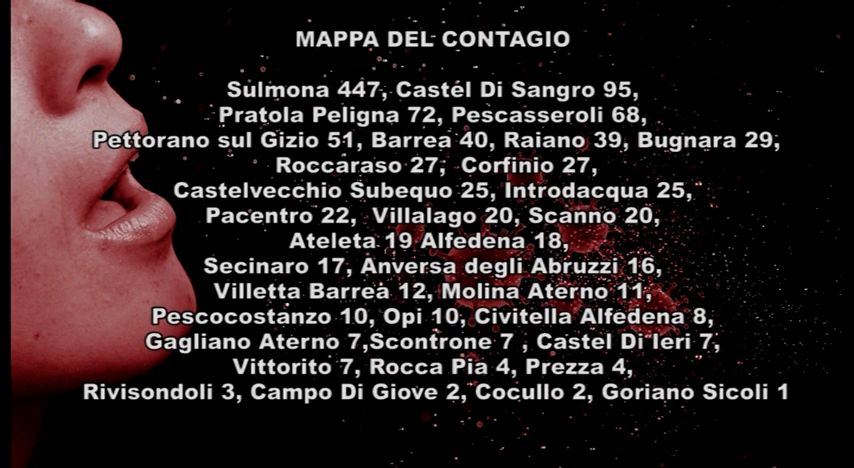 MAPPA DEL CONTAGIO
Sulmona 447, Castel Di Sangro 95,
Pratola Peligna 72, Pescasseroli 68,
Pettorano sul Gizio 51, Barrea 40, Raiano 39, Bugnara 29,
Roccaraso 27, Corfinio 27,
Castelvecchio Subequo 25, Introdacqua 25,
Pacentro 22, Villalago 20, Scanno 20,
Ateleta 19 Alfedena 18,
Secinaro 17, Anversa degli Abruzzi 16,
Villetta Barrea 12, Molina Aterno 11,
Pescocostanzo 10, Opi 10, Civitella Alfedena 8,
Gagliano Aterno 7,Scontrone 7 , Castel Di Ieri 7,
Vittorito 7, Rocca Pia 4, Prezza 4,
Rivisondoli 3, Campo Di Giove 2, Cocullo 2, Goriano Sicoli 1